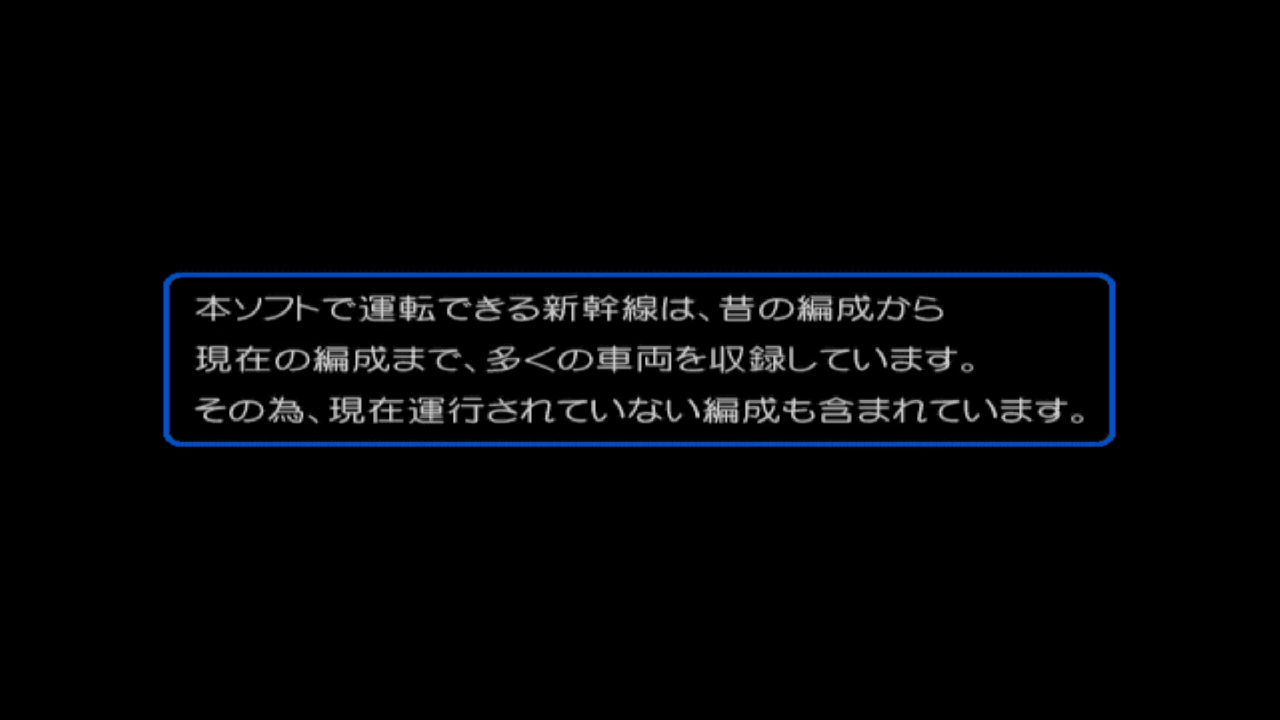 本ソフトで運転できる新幹線は、昔の編成から
現在の編成まで、多くの車両を収録しています。
その為、現在運行されていない編成も含まれています。